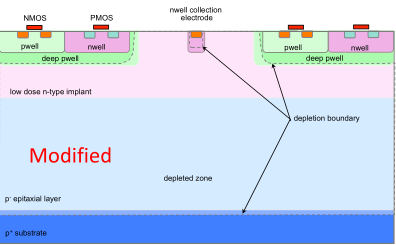 NMOS
PMOS
nwell collection
electrode
pwell
nwell
deep pwell
pwell
nwell
deep pwell
low dose n-type implant
depletion boundary
Modified
depleted zone
p- epitaxial layer
p+ substrate